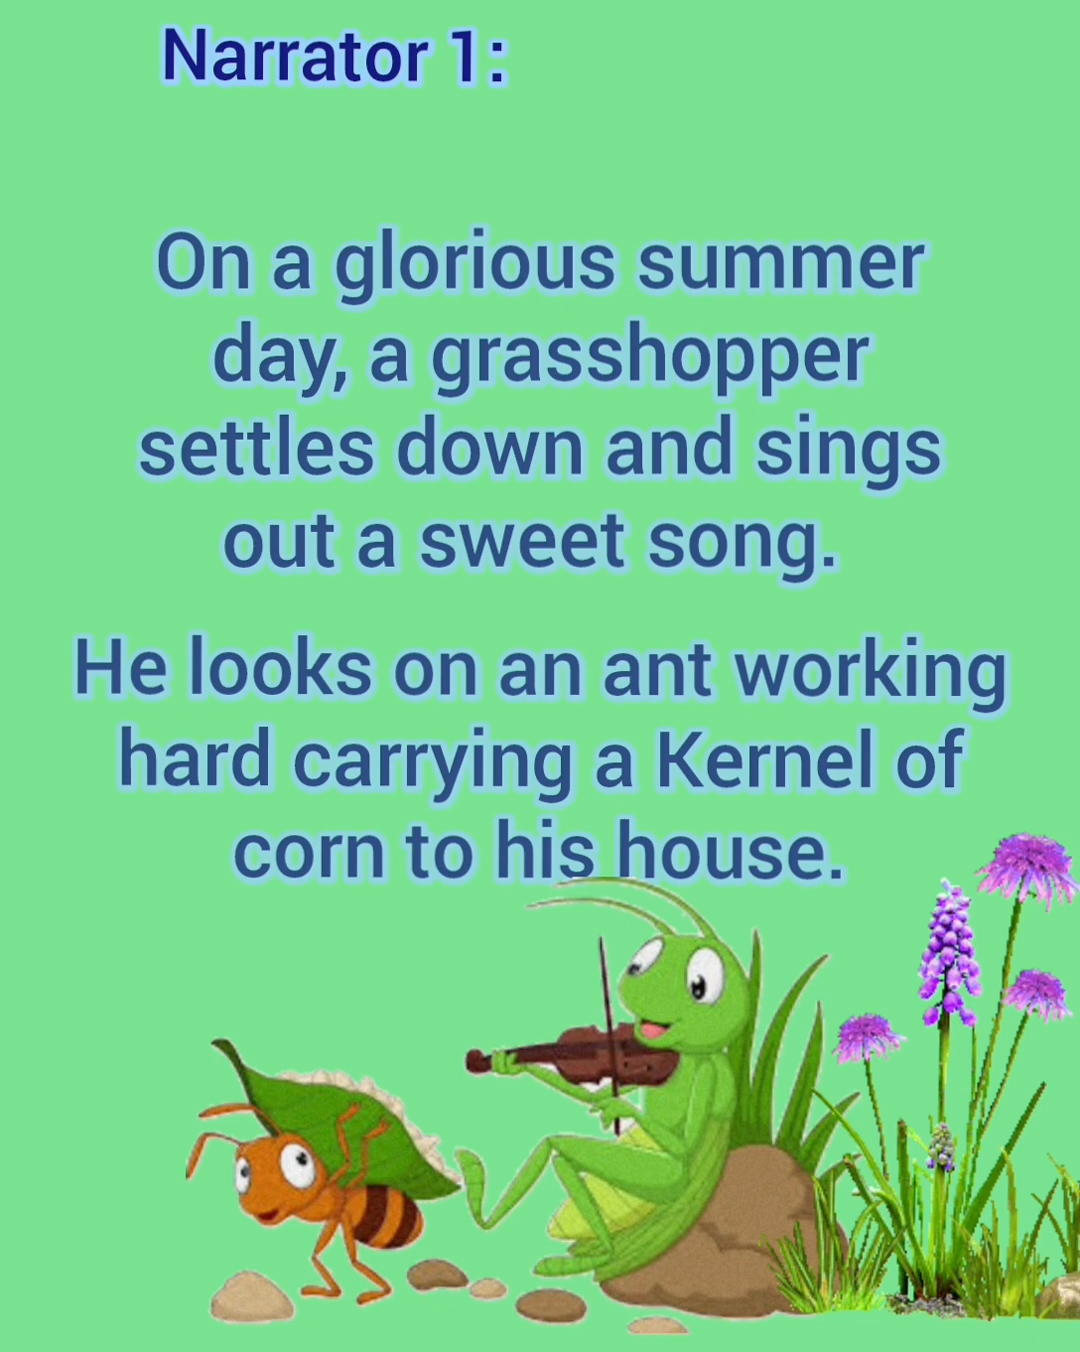 Narrator 1:
On a glorious summer
day, a grasshopper
settles down and sings
out a sweet song.
He looks on an ant working
hard carrying a Kernel of
corn to his house.